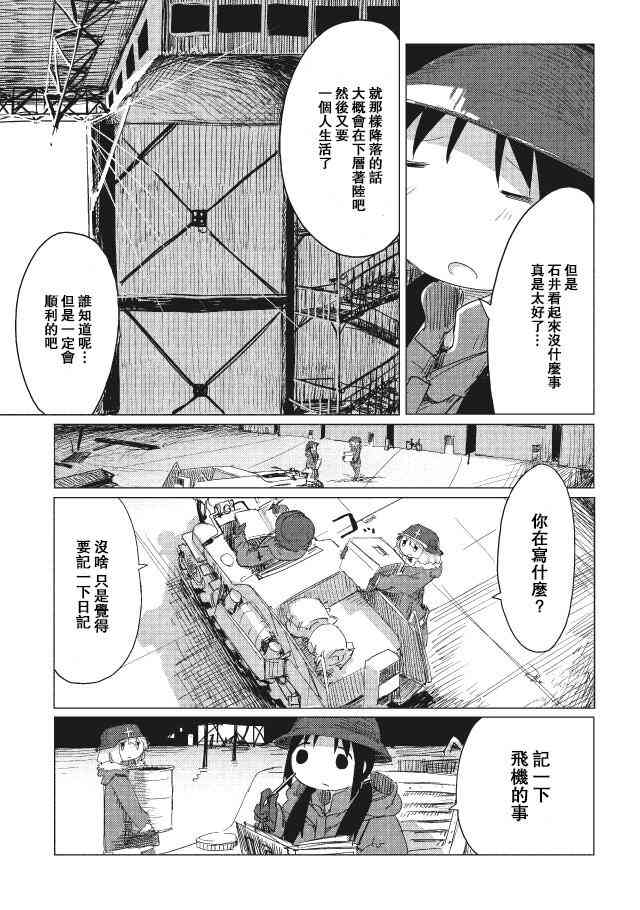 但是
石井看起來沒什麼事
真是太好了…
就那樣降落的話
大概會在下層著陸吧
然後又要
一個人生活了
誰知道呢…
但是一定會
順利的吧
你在寫什麼？
コ゛ッ
沒啥 只是覺得
要記一下日記
記一下
飛機的事